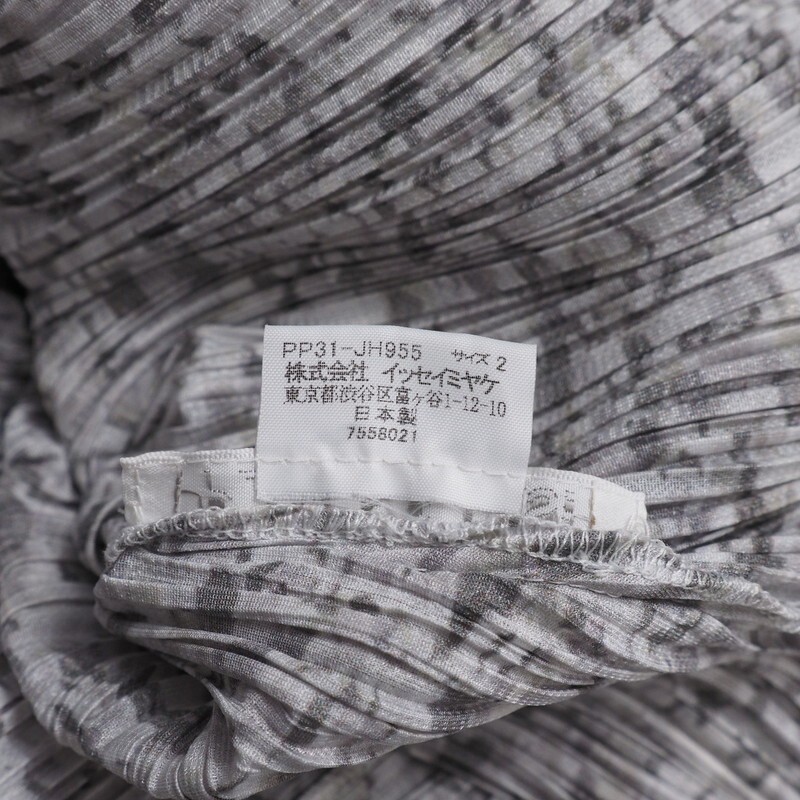 PP31-JH955 サイズ 2
株式会社 イッセイミヤケ
東京都渋谷区富ヶ谷1-12-10
日本製
7558021